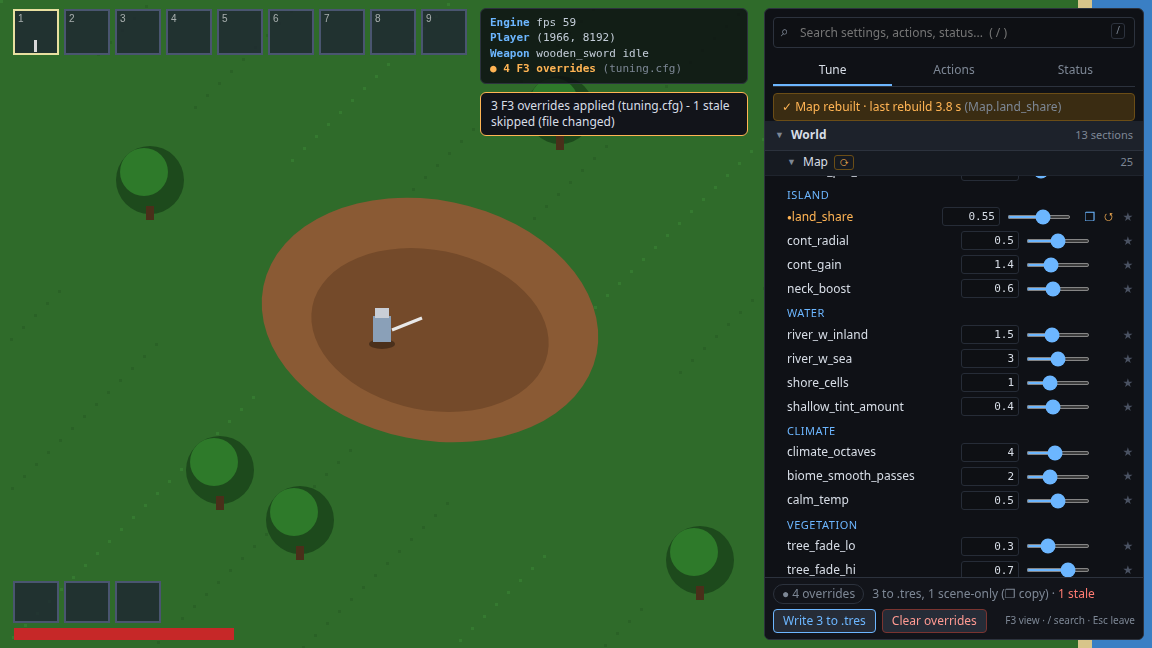 1 2 3 4 5 6 7 8 9
Engine fps 59
Player (1966, 8192)
Weapon wooden_sword idle
● 4 F3 overrides (tuning.cfg)
3 F3 overrides applied (tuning.cfg) - 1 stale
skipped (file changed)
Search settings, actions, status... ( / ) /
Tune Actions Status
✓ Map rebuilt · last rebuild 3.8 s (Map.land_share)
▼ World 13 sections
▼ Map ⟳ 25
ISLAND
•land_share 0.55 ❐ ↺ ★
cont_radial 0.5 ★
cont_gain 1.4 ★
neck_boost 0.6 ★
WATER
river_w_inland 1.5 ★
river_w_sea 3 ★
shore_cells 1 ★
shallow_tint_amount 0.4 ★
CLIMATE
climate_octaves 4 ★
biome_smooth_passes 2 ★
calm_temp 0.5 ★
VEGETATION
tree_fade_lo 0.3 ★
tree_fade_hi 0.7 ★
● 4 overrides 3 to .tres, 1 scene-only (❐ copy) · 1 stale
Write 3 to .tres Clear overrides F3 view · / search · Esc leave